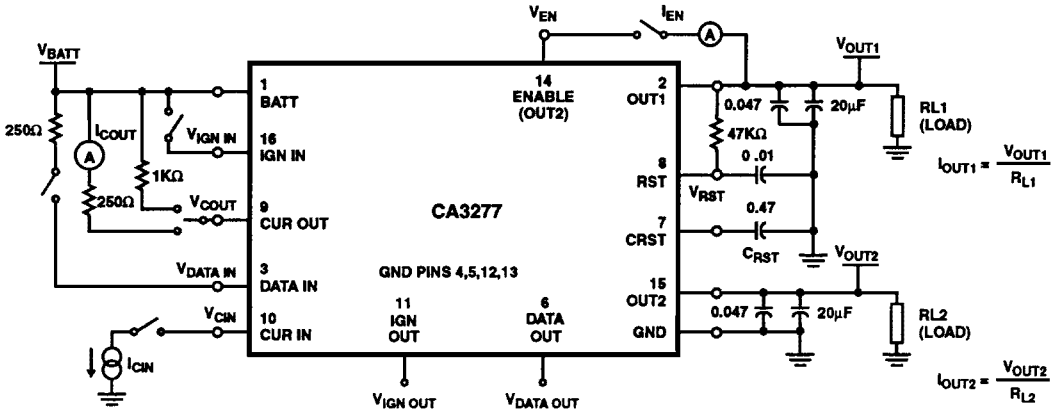 VEN
IEN
A
VBATT
VOUT1
1
BATT
14
ENABLE
(OUT2)
2
OUT1
0.047
20μF
RL1
(LOAD)
250Ω
ICOUT
A
VIGN IN
16
IGN IN
47KΩ
IOUT1 = VOUT1
RL1
1KΩ
8
RST
0 .01
VRST
250Ω
VCOUT
9
CUR OUT
CA3277
7
CRST
0.47
CRST
VOUT2
VDATA IN
3
DATA IN
GND PINS 4,5,12,13
15
OUT2
0.047
20μF
RL2
(LOAD)
VCIN
10
CUR IN
11
IGN
OUT
6
DATA
OUT
GND
ICIN
VIGN OUT
VDATA OUT
IOUT2 = VOUT2
RL2